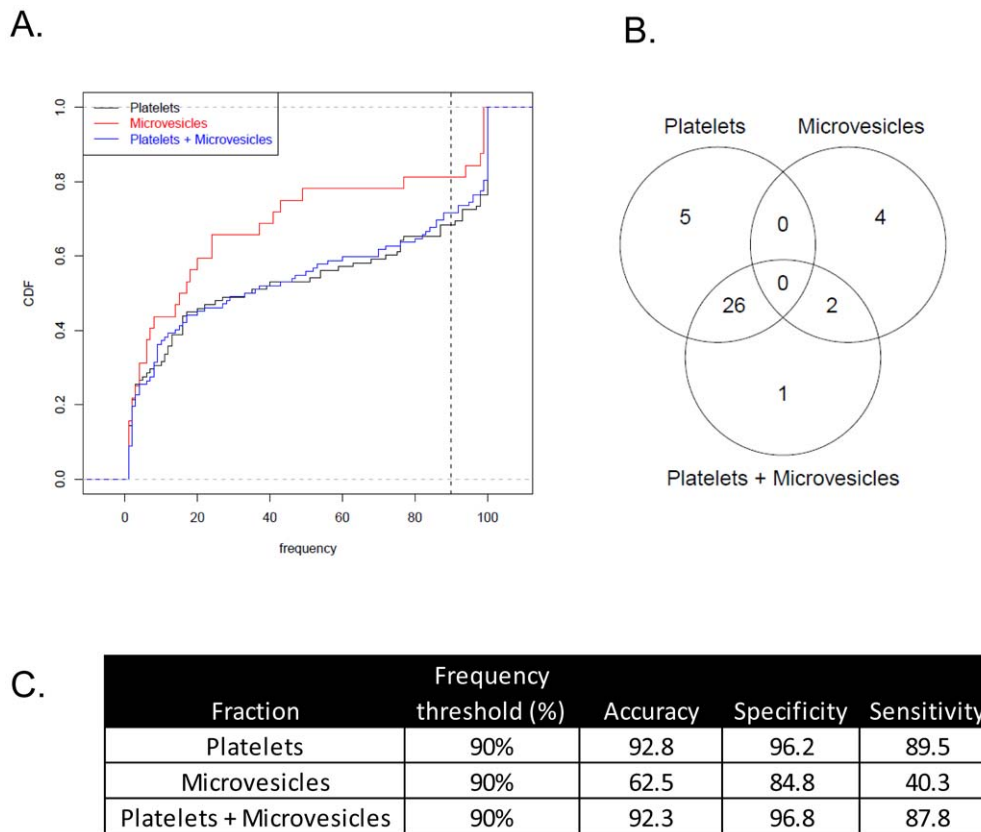 A.
B.
Platelets
Microvesicles
Platelets + Microvesicles
CDF
1.0
0.8
0.6
0.4
0.2
0.0
0 20 40 60 80 100
frequency
Platelets Microvesicles
5 0 4
0
26 2
1
Platelets + Microvesicles
C.
Frequency
Fraction threshold (%) Accuracy Specificity Sensitivity
Platelets 90% 92.8 96.2 89.5
Microvesicles 90% 62.5 84.8 40.3
Platelets + Microvesicles 90% 92.3 96.8 87.8